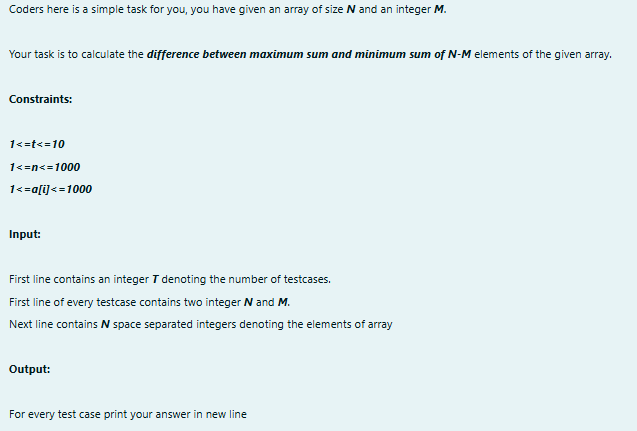 Coders here is a simple task for you, you have given an array of size N and an integer M.
Your task is to calculate the difference between maximum sum and minimum sum of N-M elements of the given array.
Constraints:
1<=t<=10
1<=n<=1000
1<=a[i]<=1000
Input:
First line contains an integer T denoting the number of testcases.
First line of every testcase contains two integer N and M.
Next line contains N space separated integers denoting the elements of array
Output:
For every test case print your answer in new line